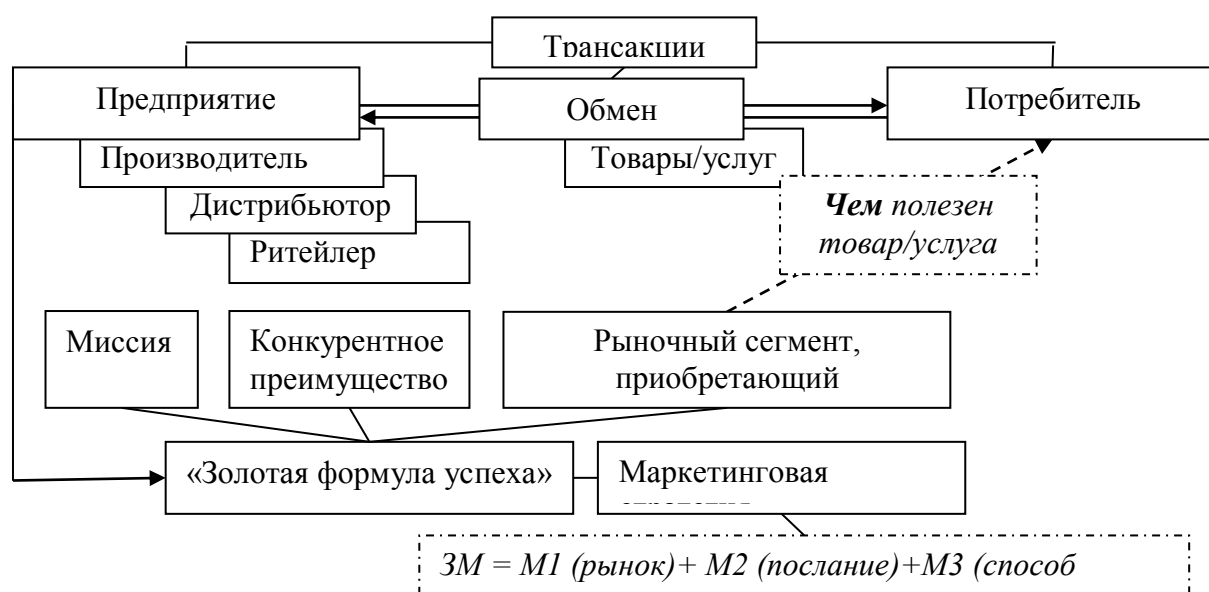 Трансакции
Предприятие
Обмен
Потребитель
Производитель
Товары/услуг
Дистрибьютор
Чем полезен
товар/услуга
Ритейлер
Миссия
Конкурентное
преимущество
Рыночный сегмент,
приобретающий
«Золотая формула успеха»
Маркетинговая
3М = М1 (рынок)+ М2 (послание)+М3 (способ